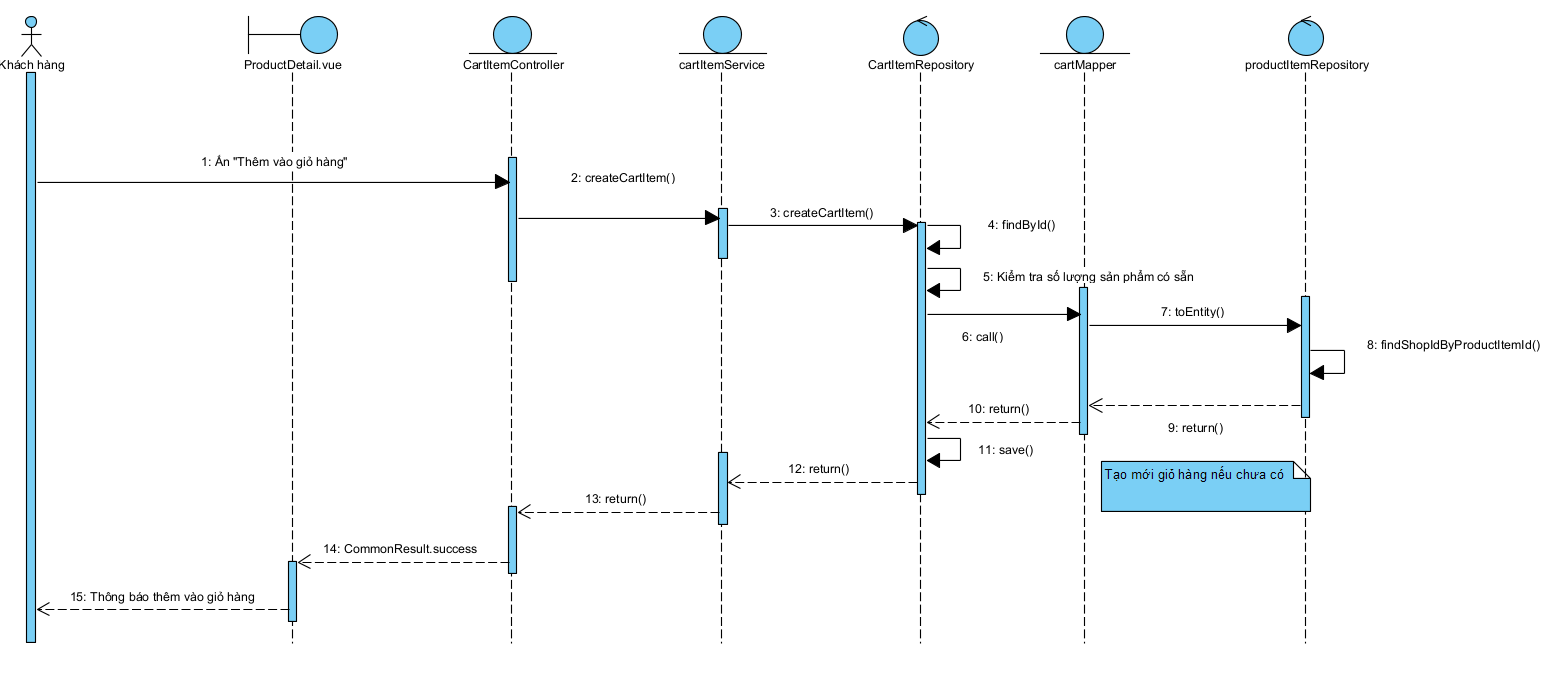 Khách hàng
ProductDetail.vue
CartItemController
cartItemService
CartItemRepository
cartMapper
productItemRepository
1: Ấn "Thêm vào giỏ hàng"
2: createCartItem()
3: createCartItem()
4: findById()
5: Kiểm tra số lượng sản phẩm có sẵn
6: call()
7: toEntity()
8: findShopIdByProductItemId()
9: return()
10: return()
11: save()
Tạo mới giỏ hàng nếu chưa có
12: return()
13: return()
14: CommonResult.success
15: Thông báo thêm vào giỏ hàng